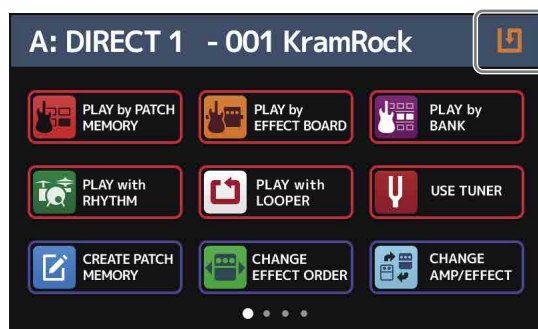 A: DIRECT 1 - 001 KramRock
PLAY by PATCH
MEMORY
PLAY by
EFFECT BOARD
PLAY by
BANK
PLAY with
RHYTHM
PLAY with
LOOPER
USE TUNER
CREATE PATCH
MEMORY
CHANGE
EFFECT ORDER
CHANGE
AMP/EFFECT